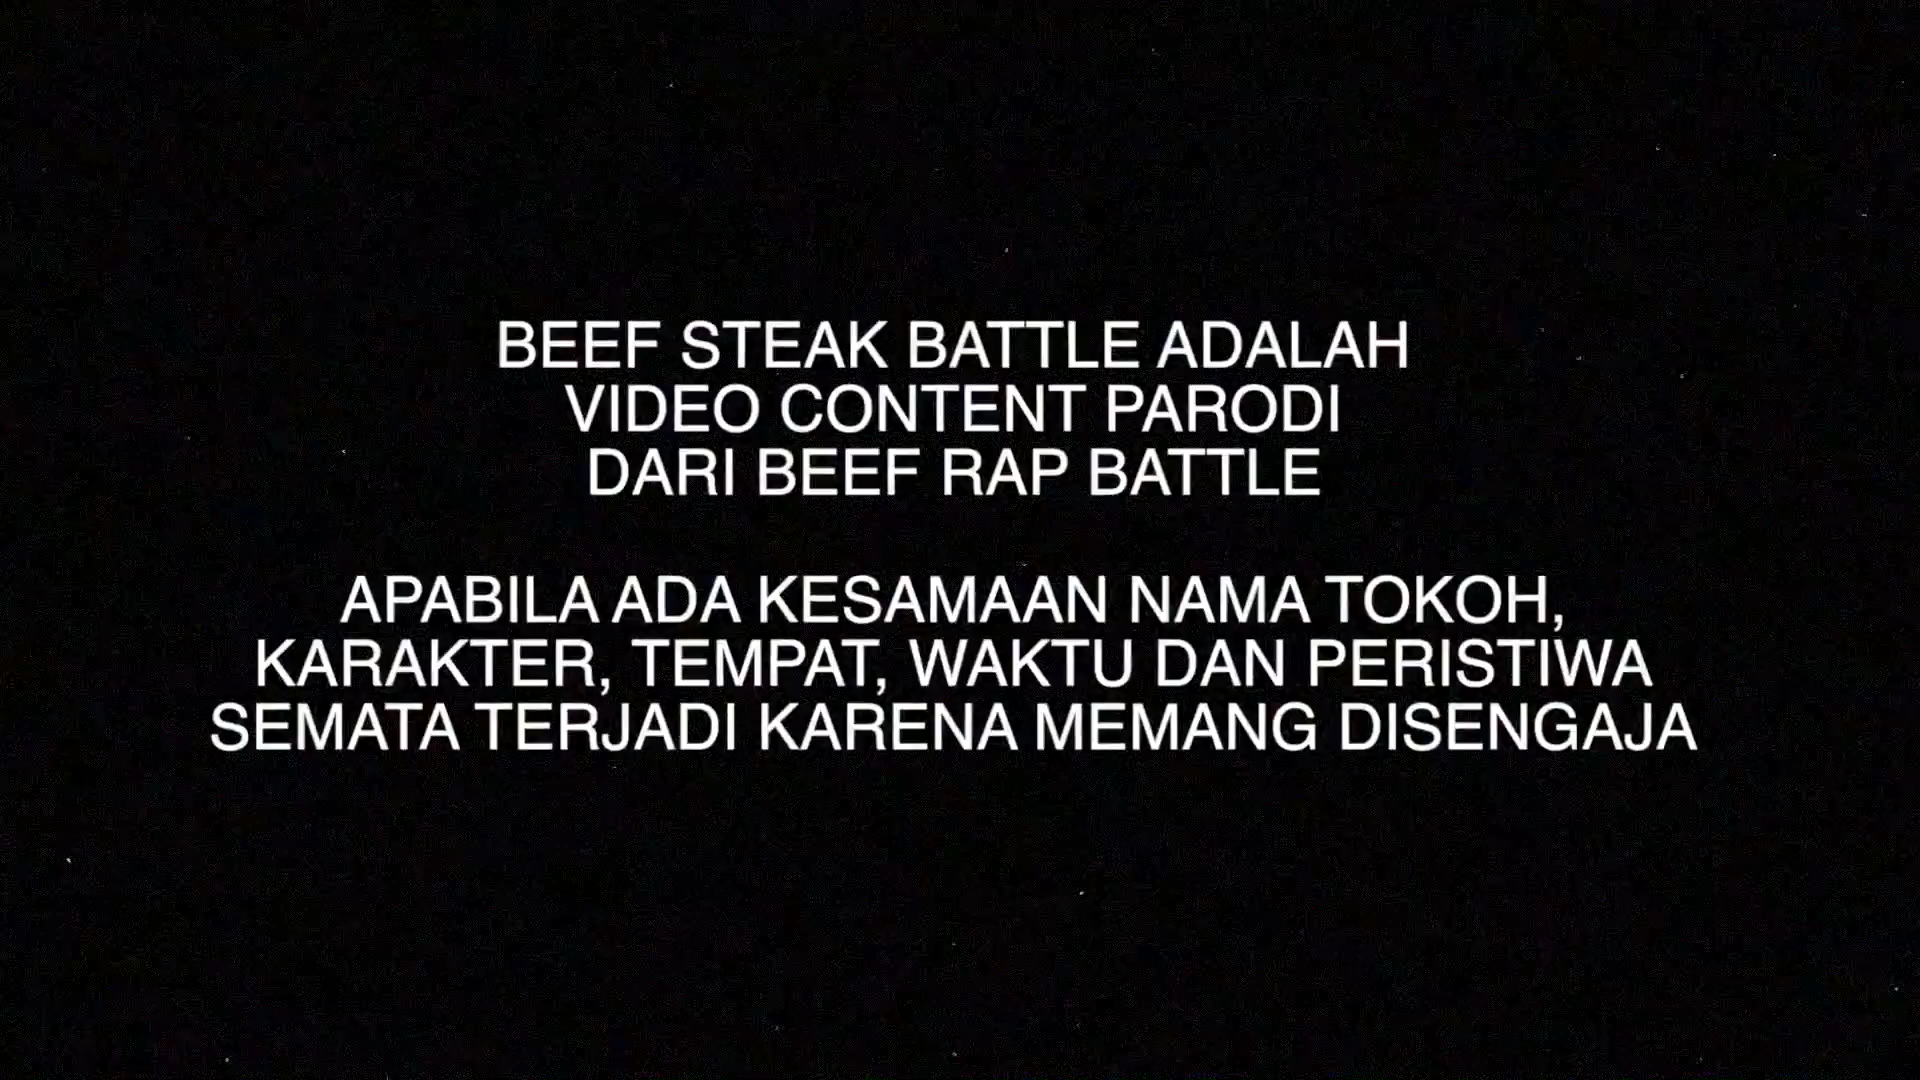 BEEF STEAK BATTLE ADALAH
VIDEO CONTENT PARODI
DARI BEEF RAP BATTLE
APABILA ADA KESAMAAN NAMA TOKOH,
KARAKTER, TEMPAT, WAKTU DAN PERISTIWA
SEMATA TERJADI KARENA MEMANG DISENGAJA